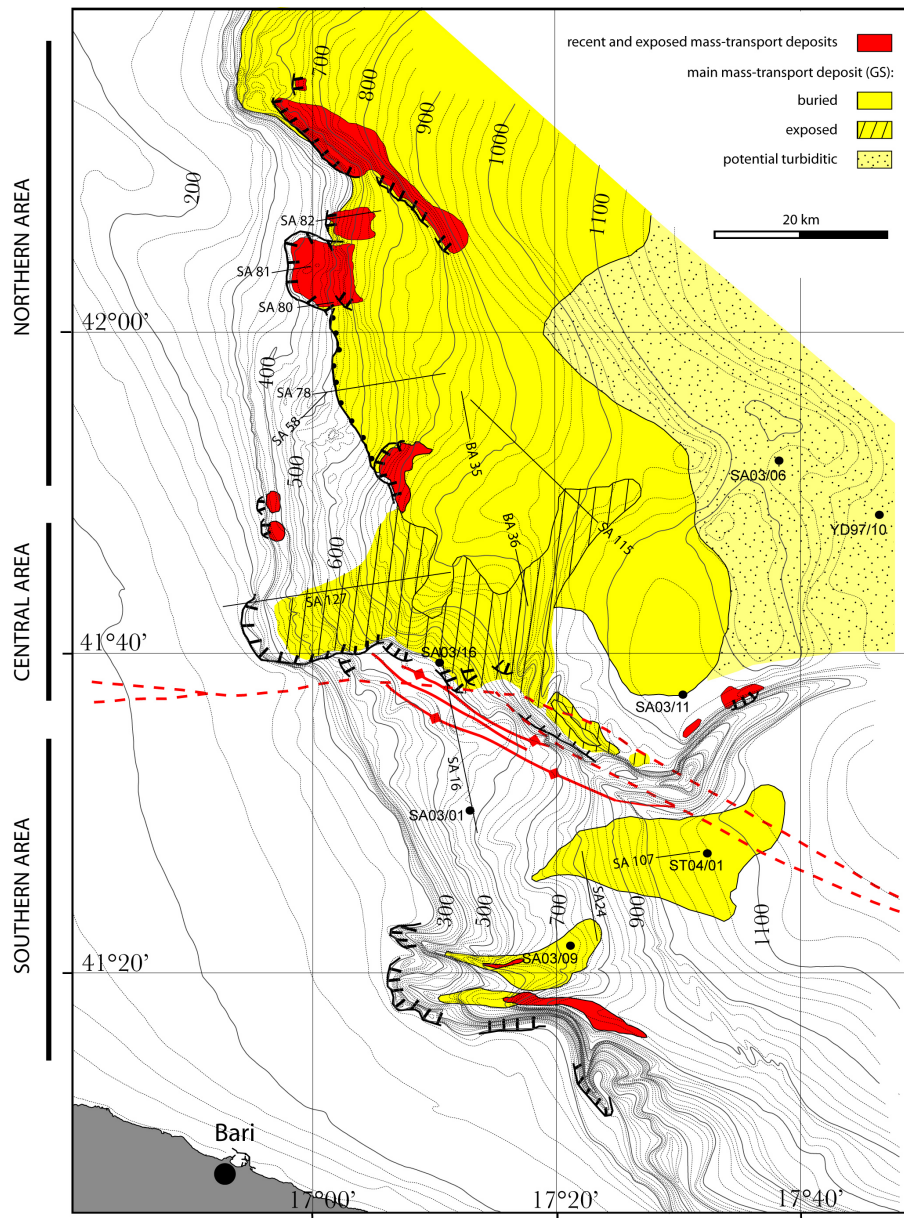 recent and exposed mass-transport deposits
main mass-transport deposit (GS):
buried
exposed
potential turbiditic
20 km
NORTHERN AREA
CENTRAL AREA
SOUTHERN AREA
700
800
900
1000
1100
200
SA 82
SA 81
SA 80
42°00'
400
SA 78
SA 58
500
BA 35
SA03/06
YD97/10
BA 36
SA 115
600
SA 127
41°40'
SA03/16
SA03/11
SA 16
SA03/01
SA 107
ST04/01
300
500
700
SA24
900
1100
SA03/09
41°20'
Bari
17°00'
17°20'
17°40'